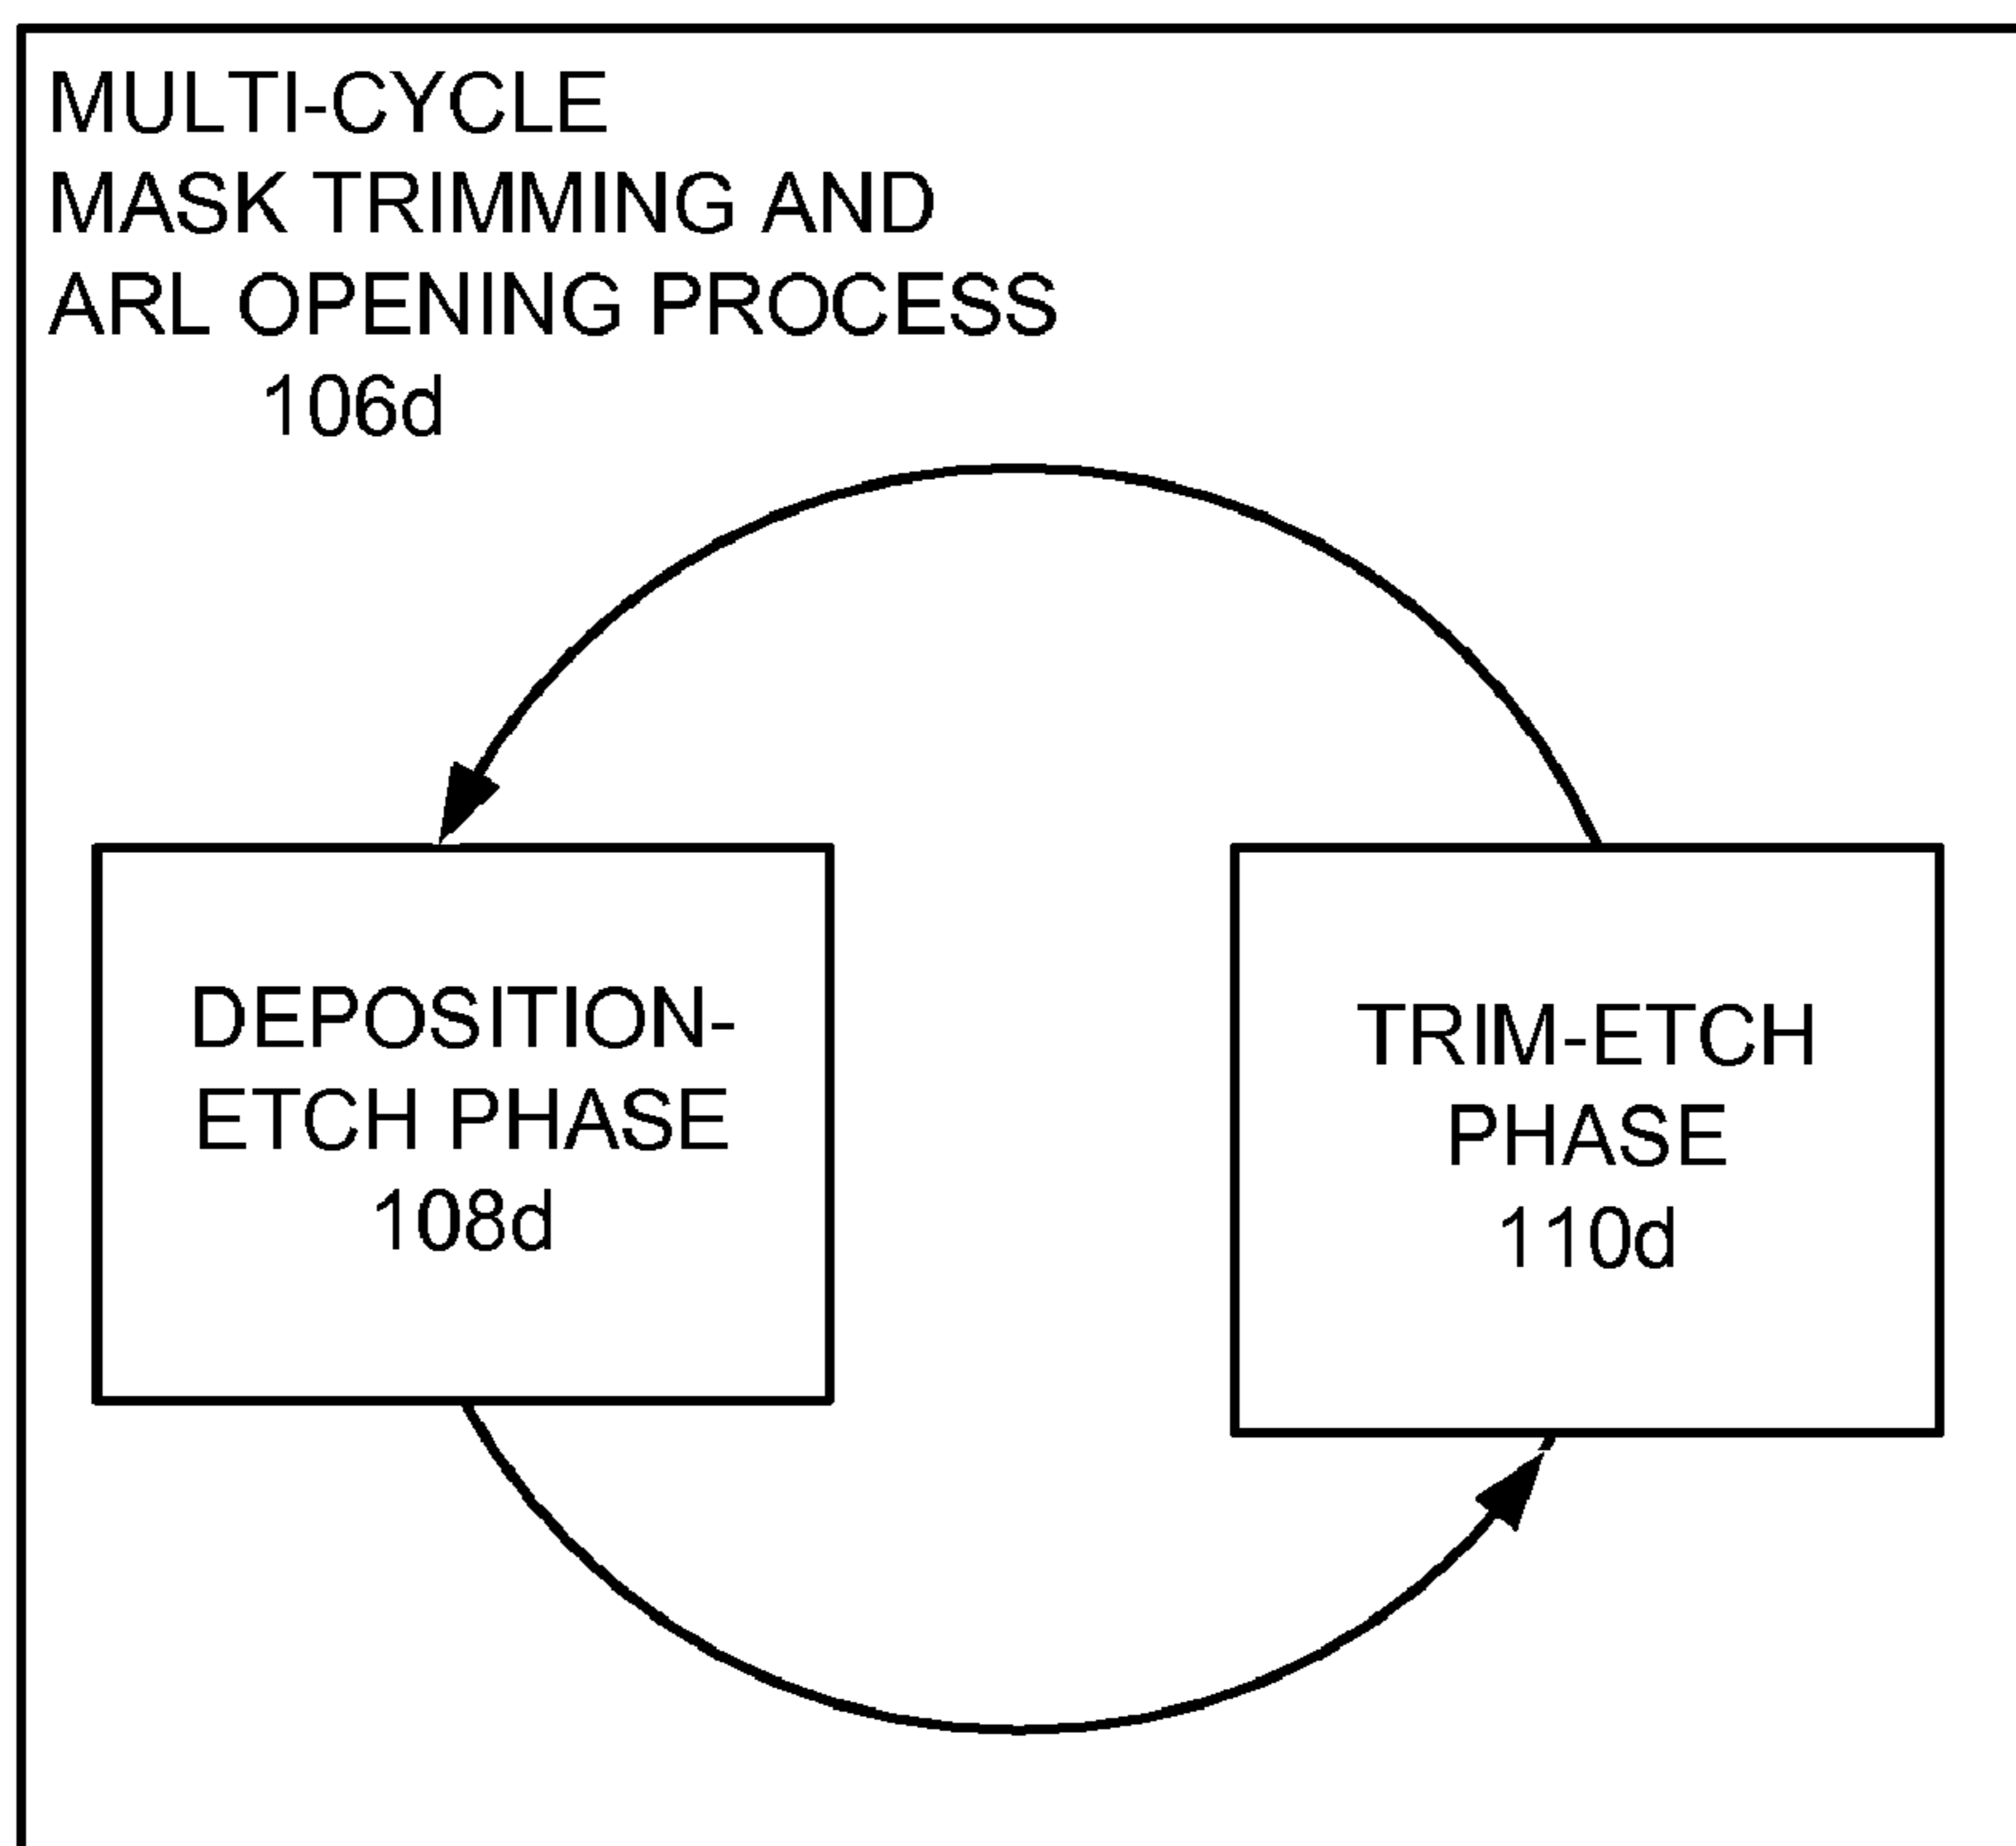 MULTI-CYCLE
MASK TRIMMING AND
ARL OPENING PROCESS
106d
DEPOSITION-
ETCH PHASE
108d
TRIM-ETCH
PHASE
110d